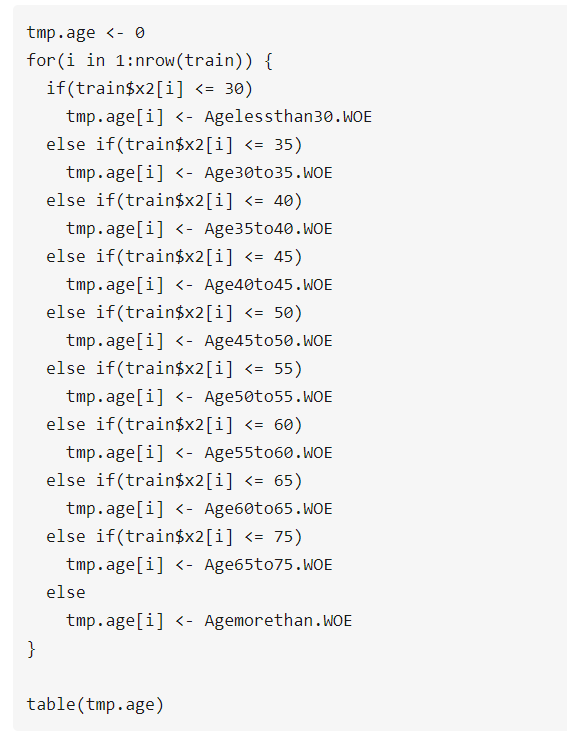 tmp.age <- 0
for(i in 1:nrow(train)) {
  if(train$x2[i] <= 30)
    tmp.age[i] <- Agelessthan30.WOE
  else if(train$x2[i] <= 35)
    tmp.age[i] <- Age30to35.WOE
  else if(train$x2[i] <= 40)
    tmp.age[i] <- Age35to40.WOE
  else if(train$x2[i] <= 45)
    tmp.age[i] <- Age40to45.WOE
  else if(train$x2[i] <= 50)
    tmp.age[i] <- Age45to50.WOE
  else if(train$x2[i] <= 55)
    tmp.age[i] <- Age50to55.WOE
  else if(train$x2[i] <= 60)
    tmp.age[i] <- Age55to60.WOE
  else if(train$x2[i] <= 65)
    tmp.age[i] <- Age60to65.WOE
  else if(train$x2[i] <= 75)
    tmp.age[i] <- Age65to75.WOE
  else
    tmp.age[i] <- Agemorethan.WOE
}

table(tmp.age)